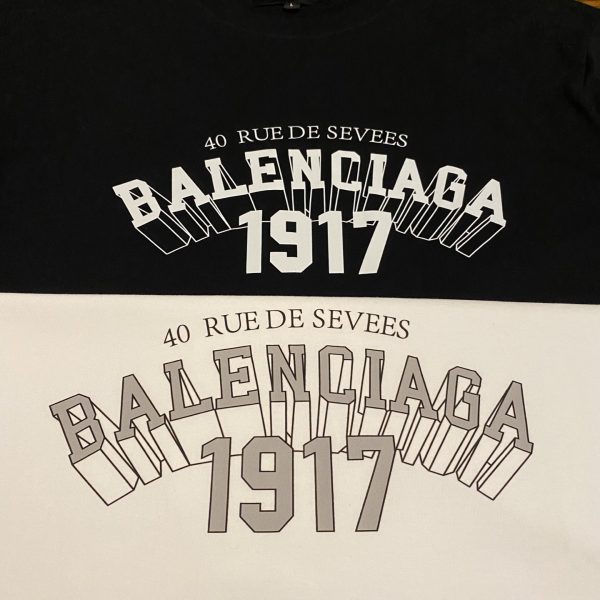 L
40 RUE DE SEVEES
BALENCIAGA
1917
40 RUE DE SEVEES
BALENCIAGA
1917